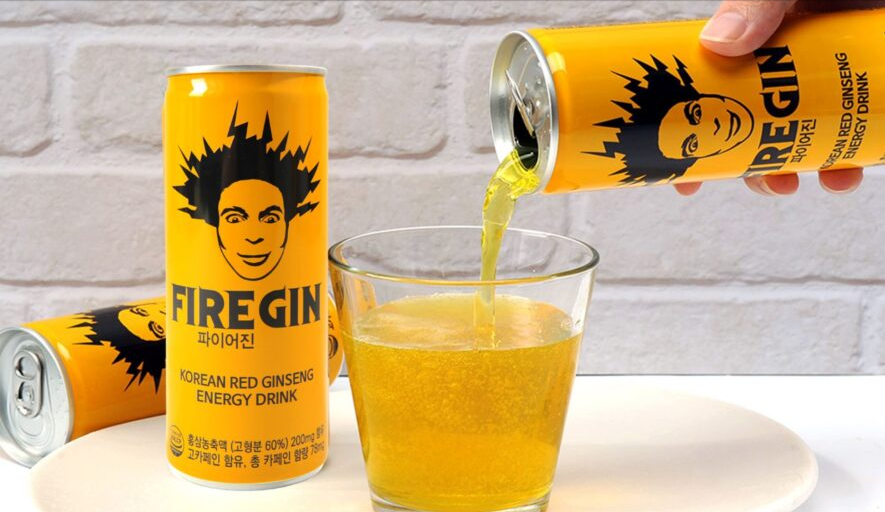 FIREGIN
파이어진
KOREAN RED GINSENG
ENERGY DRINK
홍삼농축액 (고형분 60%) 200mg 함유
고카페인 함유, 총 카페인 함량 78mg
FIREGIN
파이어진
KOREAN RED GINSENG
ENERGY DRINK